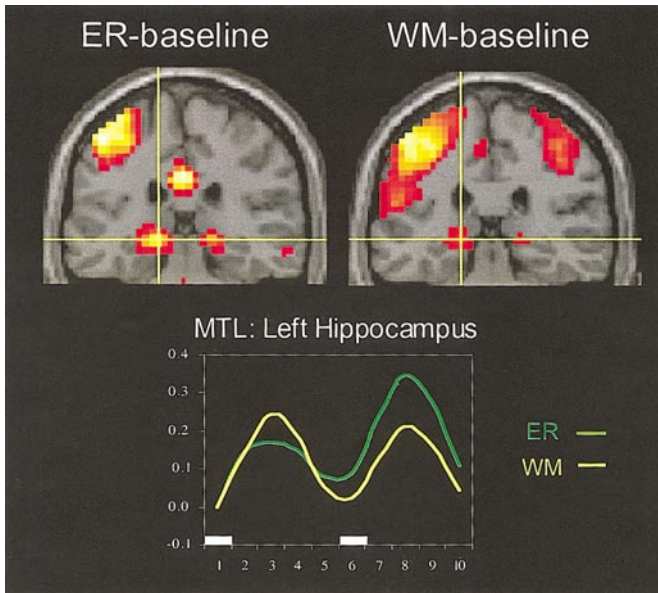 ER-baseline
WM-baseline
MTL: Left Hippocampus
0.4
0.3
0.2
0.1
0.0
-0.1
1 2 3 4 5 6 7 8 9 10
ER
WM